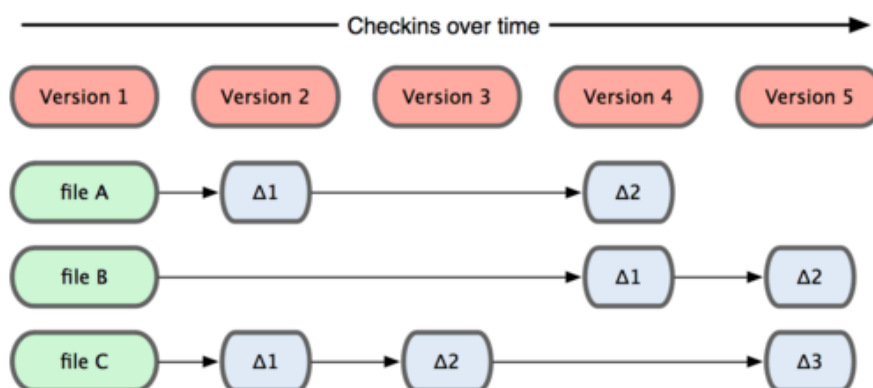 Checkins over time
Version 1 Version 2 Version 3 Version 4 Version 5
file A Δ1 Δ2
file B Δ1 Δ2
file C Δ1 Δ2 Δ3